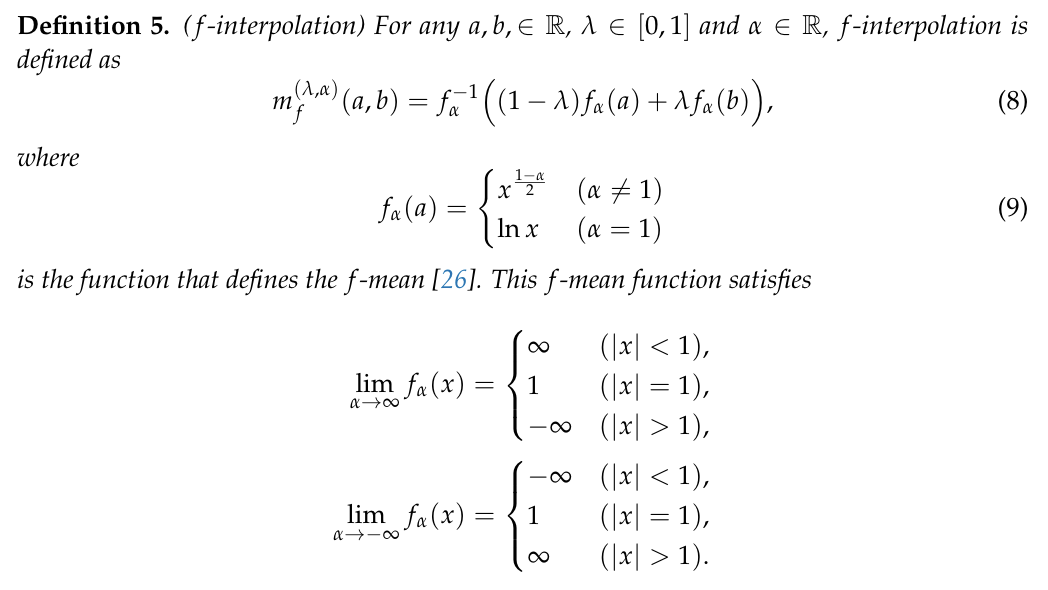 Definition 5. (f-interpolation) For any a, b, ∈ ℝ, λ ∈ [0, 1] and α ∈ ℝ, f-interpolation is
defined as
m_f^{(λ,α)}(a, b) = f_α^{−1}((1 − λ)f_α(a) + λf_α(b)), (8)
where
f_α(a) = { x^{\frac{1−α}{2}} (α ≠ 1)
ln x (α = 1) (9)
is the function that defines the f-mean [26]. This f-mean function satisfies
lim_{α→∞} f_α(x) = { ∞ (|x| < 1),
1 (|x| = 1),
−∞ (|x| > 1),
lim_{α→−∞} f_α(x) = { −∞ (|x| < 1),
1 (|x| = 1),
∞ (|x| > 1).